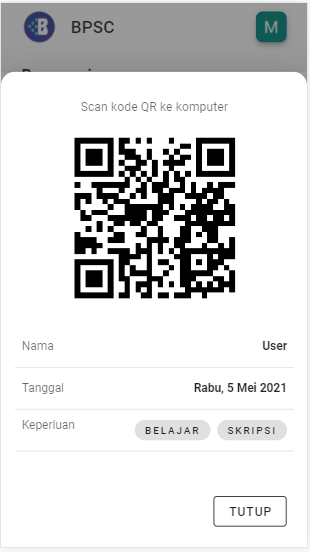 BPSC
M
Scan kode QR ke komputer
Nama User
Tanggal Rabu, 5 Mei 2021
Keperluan BELAJAR SKRIPSI
TUTUP